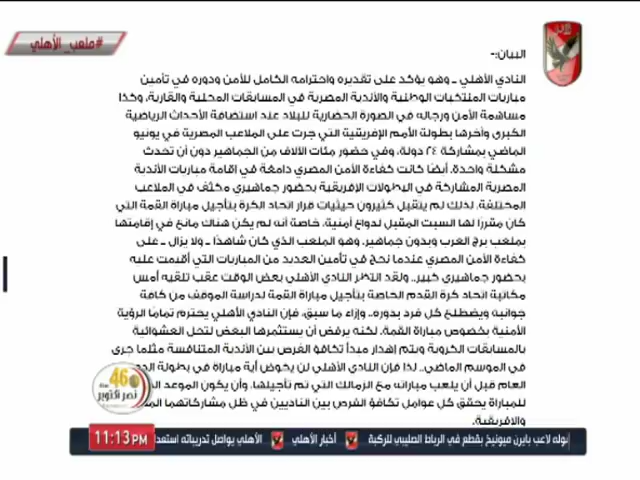 #ملعب_الأهلي
البيان:-
النادي الأهلي - وهو يؤكد على تقديره واحترامه الكامل للأمن ودوره في تأمين
مباريات المنتخبات الوطنية والأندية المصرية في المسابقات المحلية والقارية، وكذا
مساهمة الأمن ورجاله في الصورة الحضارية للبلاد عند استضافة الأحداث الرياضية
الكبرى وآخرها بطولة الأمم الإفريقية التي جرت على الملاعب المصرية في يونيو
الماضي بمشاركة ٢٤ دولة، وفي حضور مئات الآلاف من الجماهير دون أن تحدث
مشكلة واحدة. أيضًا كانت كفاءة الأمن المصري دامغة في إقامة مباريات الأندية
المصرية المشاركة في البطولات الإفريقية بحضور جماهيري مكثف في الملاعب
المختلفة. لذلك لم يتقبل كثيرون حيثيات قرار اتحاد الكرة بتأجيل مباراة القمة التي
كان مقررًا لها السبت المقبل لدواع أمنية، خاصة أنه لم يكن هناك مانع في إقامتها
بملعب برج العرب وبدون جماهير. وهو الملعب الذي كان شاهدًا - ولا يزال - على
كفاءة الأمن المصري عندما نجح في تأمين العديد من المباريات التي أقيمت عليه
بحضور جماهيري كبير.. ولقد انتظر النادي الأهلي بعض الوقت عقب تلقيه أمس
مكاتبة اتحاد كرة القدم الخاصة بتأجيل مباراة القمة لدراسة الموقف من كافة
جوانبه ويضطلع كل فرد بدوره.. وإزاء ما سبق، فإن النادي الأهلي يحترم تمامًا الرؤية
الأمنية بخصوص مباراة القمة. لكنه يرفض أن يستثمرها البعض لتحل العشوائية
بالمسابقات الكروية ويتم إهدار مبدأ تكافؤ الفرص بين الأندية المتنافسة مثلما جرى
في الموسم الماضي.. لذا فإن النادي الأهلي لن يخوض أية مباراة في بطولة
العام قبل أن يلعب مباراته مع الزمالك التي تم تأجيلها. وأن يكون الموعد
للمباراة يحقق كل عوامل تكافؤ الفرص بين الناديين في ظل مشاركاتهما
والإفريقية.
46 سنة
نصر أكتوبر
بوله لاعب بايرن ميونيخ بقطع في الرباط الصليبي للركبة أخبار الأهلي الأهلي يواصل تدريباته
11:13 PM